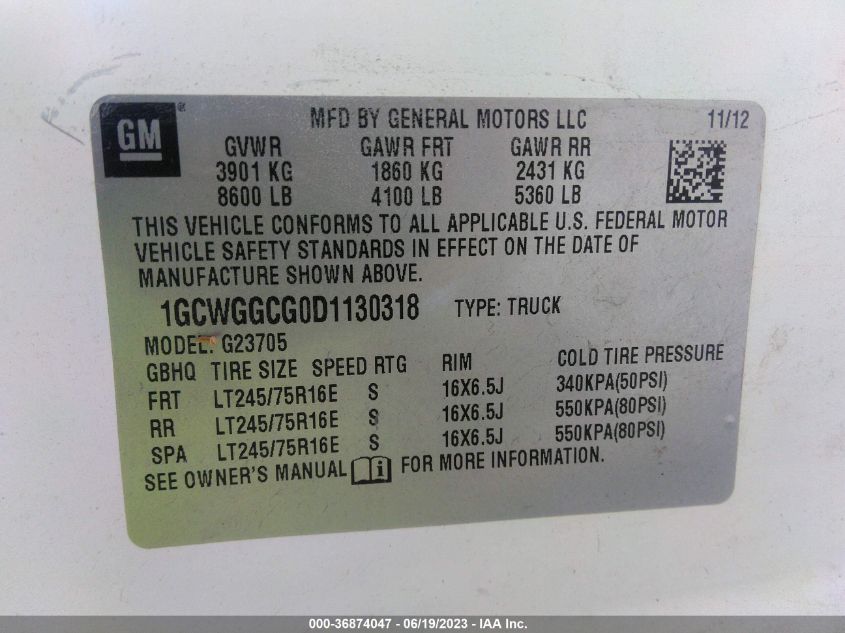 GM®
MFD BY GENERAL MOTORS LLC 11/12
GVWR GAWR FRT GAWR RR
3901 KG 1860 KG 2431 KG
8600 LB 4100 LB 5360 LB
THIS VEHICLE CONFORMS TO ALL APPLICABLE U.S. FEDERAL MOTOR
VEHICLE SAFETY STANDARDS IN EFFECT ON THE DATE OF
MANUFACTURE SHOWN ABOVE.
1GCWGGCG0D1130318 TYPE: TRUCK
MODEL: G23705
GBHQ TIRE SIZE SPEED RTG RIM COLD TIRE PRESSURE
FRT LT245/75R16E S 16X6.5J 340KPA(50PSI)
RR LT245/75R16E S 16X6.5J 550KPA(80PSI)
SPA LT245/75R16E S 16X6.5J 550KPA(80PSI)
SEE OWNER'S MANUAL i FOR MORE INFORMATION.
000-36874047 - 06/19/2023 - IAA Inc.